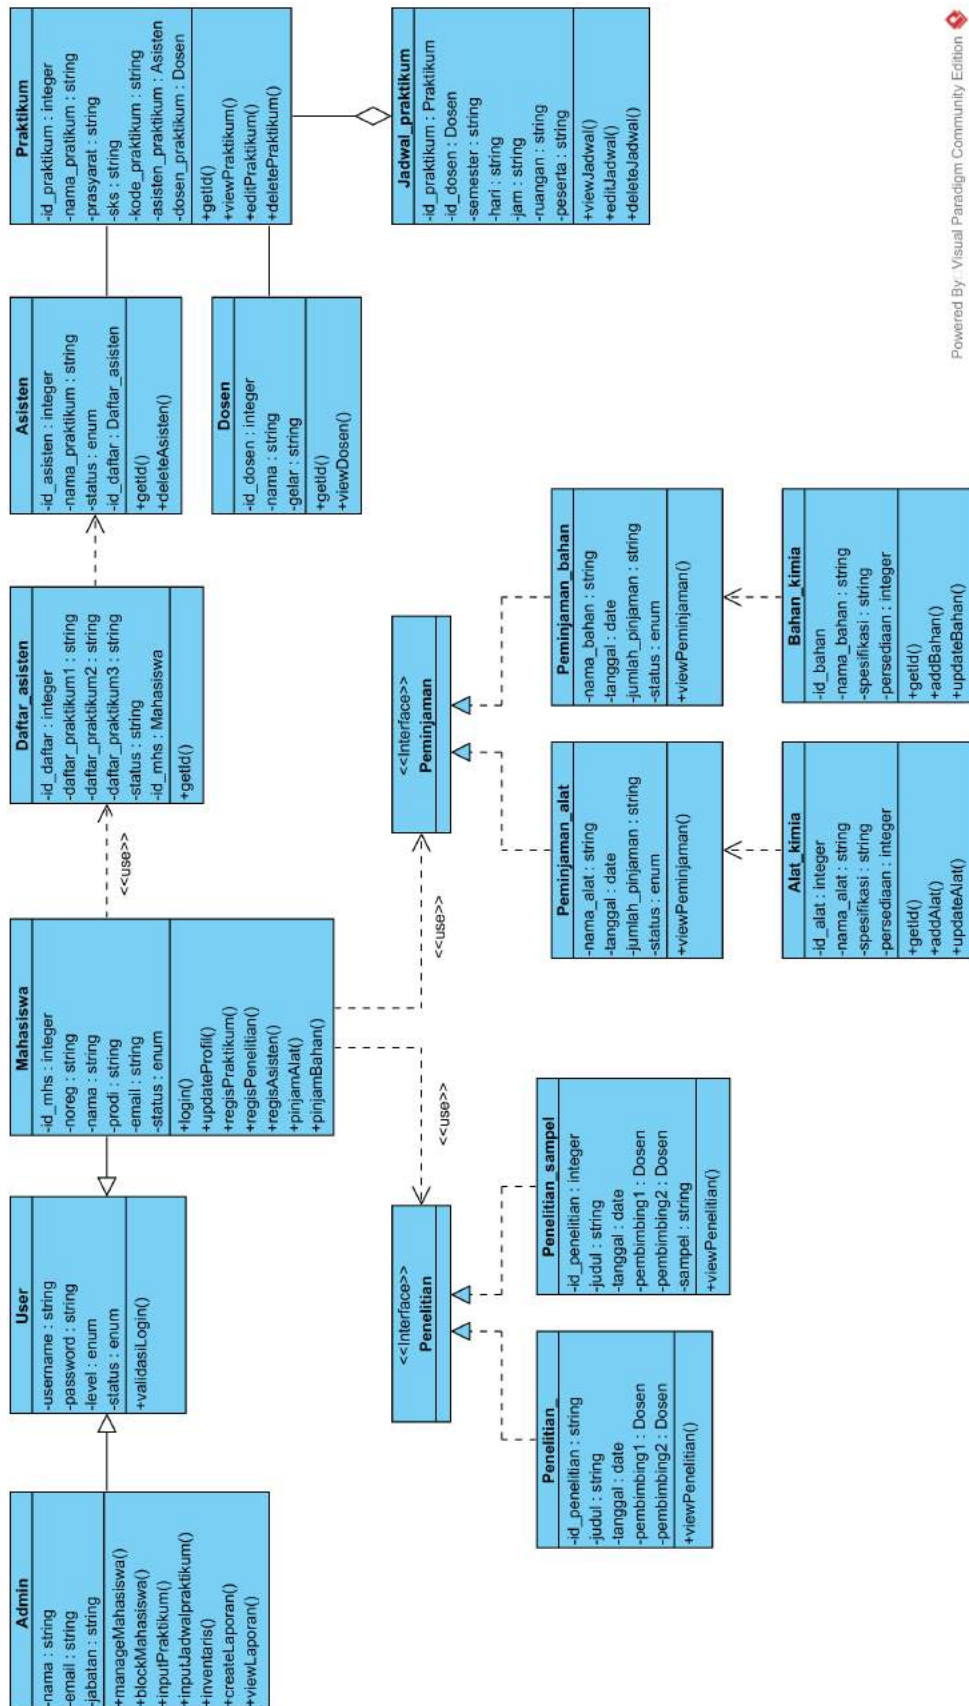 Admin
-nama : string
-email : string
-jabatan : string
+manageMahasiswa()
+blockMahasiswa()
+inputPraktikum()
+inputJadwalpraktikum()
+inventaris()
+createLaporan()
+viewLaporan()
User
-username : string
-password : string
-level : enum
-status : enum
+validasiLogin()
Mahasiswa
-id_mhs : integer
-noreg : string
-nama : string
-prodi : string
-email : string
-status : enum
+login()
+updateProfil()
+regisPraktikum()
+regisPenelitian()
+regisAsisten()
+pinjamAlat()
+pinjamBahan()
<<use>>
Daftar_asisten
-id_daftar : integer
-daftar_praktikum1 : string
-daftar_praktikum2 : string
-daftar_praktikum3 : string
-status : string
-id_mhs : Mahasiswa
+getId()
Asisten
-id_asisten : integer
-nama_praktikum : string
-status : enum
-id_daftar : Daftar_asisten
+getId()
+deleteAsisten()
Praktikum
-id_praktikum : integer
-nama_pratikum : string
-prasyarat : string
-sks : string
-kode_praktikum : string
-asisten_praktikum : Asisten
-dosen_praktikum : Dosen
+getId()
+viewPraktikum()
+editPraktikum()
+deletePraktikum()
Dosen
-id_dosen : integer
-nama : string
-gelar : string
+getId()
+viewDosen()
Jadwal_praktikum
-id_praktikum : Praktikum
-id_dosen : Dosen
-semester : string
-hari : string
-jam : string
-ruangan : string
-peserta : string
+viewJadwal()
+editJadwal()
+deleteJadwal()
<<use>>
<<use>>
<<Interface>>
Penelitian
<<Interface>>
Peminjaman
Penelitian_
-id_penelitian : string
-judul : string
-tanggal : date
-pembimbing1 : Dosen
-pembimbing2 : Dosen
+viewPenelitian()
Penelitian_sampel
-id_penelitian : integer
-judul : string
-tanggal : date
-pembimbing1 : Dosen
-pembimbing2 : Dosen
-sampel : string
+viewPenelitian()
Peminjaman_alat
-nama_alat : string
-tanggal : date
-jumlah_pinjaman : string
-status : enum
+viewPeminjaman()
Peminjaman_bahan
-nama_bahan : string
-tanggal : date
-jumlah_pinjaman : string
-status : enum
+viewPeminjaman()
Alat_kimia
-id_alat : integer
-nama_alat : string
-spesifikasi : string
-persediaan : integer
+getId()
+addAlat()
+updateAlat()
Bahan_kimia
-id_bahan
-nama_bahan : string
-spesifikasi : string
-persediaan : integer
+getId()
+addBahan()
+updateBahan()
Powered By: Visual Paradigm Community Edition